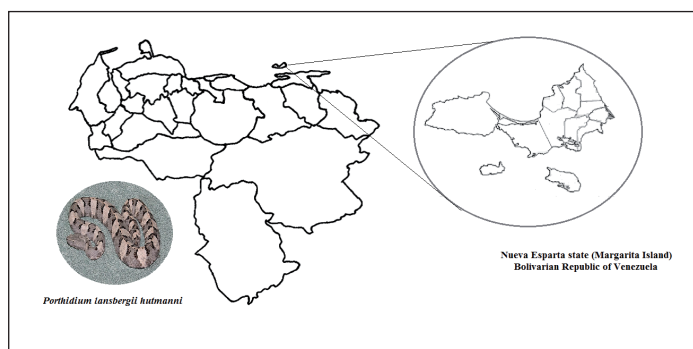 Nueva Esparta state (Margarita Island)
Bolivarian Republic of Venezuela
Porthidium lansbergii hutmanni